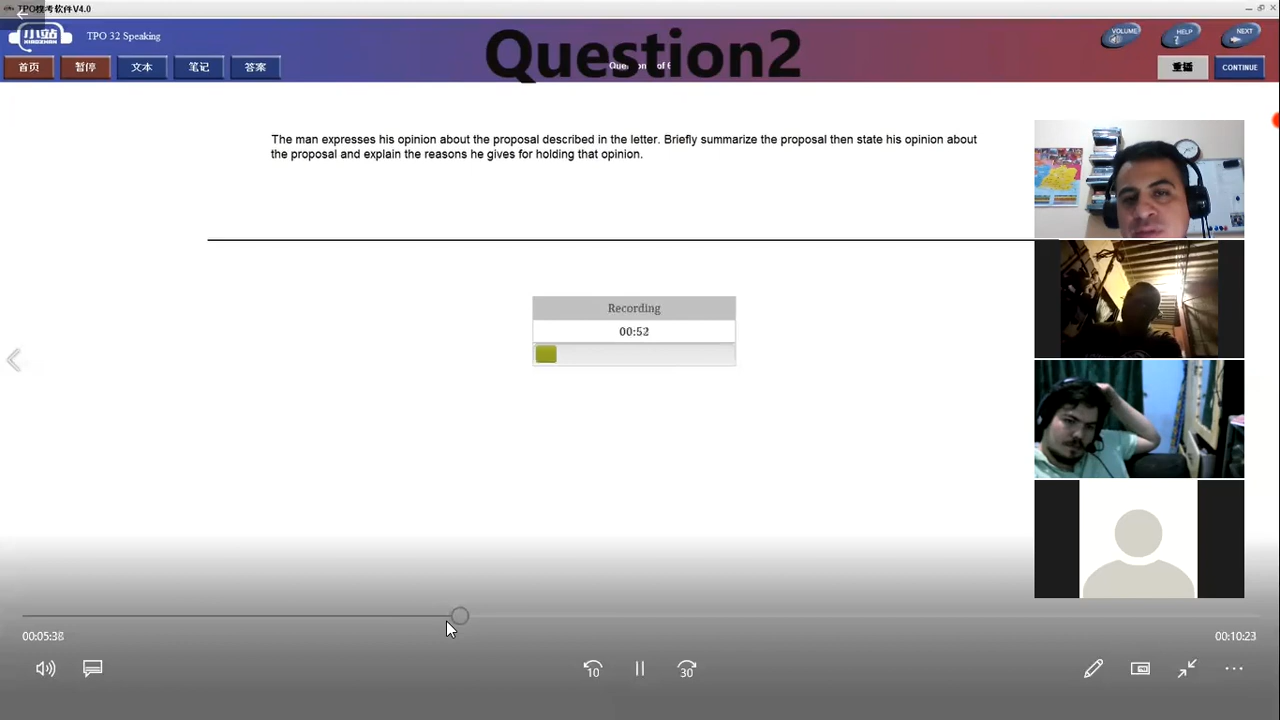 TPO模考软件V4.0
小站
XIAOZHAN
TPO 32 Speaking
Question2
VOLUME
HELP
NEXT
首页
暂停
文本
笔记
答案
重播
CONTINUE
The man expresses his opinion about the proposal described in the letter. Briefly summarize the proposal then state his opinion about
the proposal and explain the reasons he gives for holding that opinion.
Recording
00:52
00:05:38
00:10:23
10
30